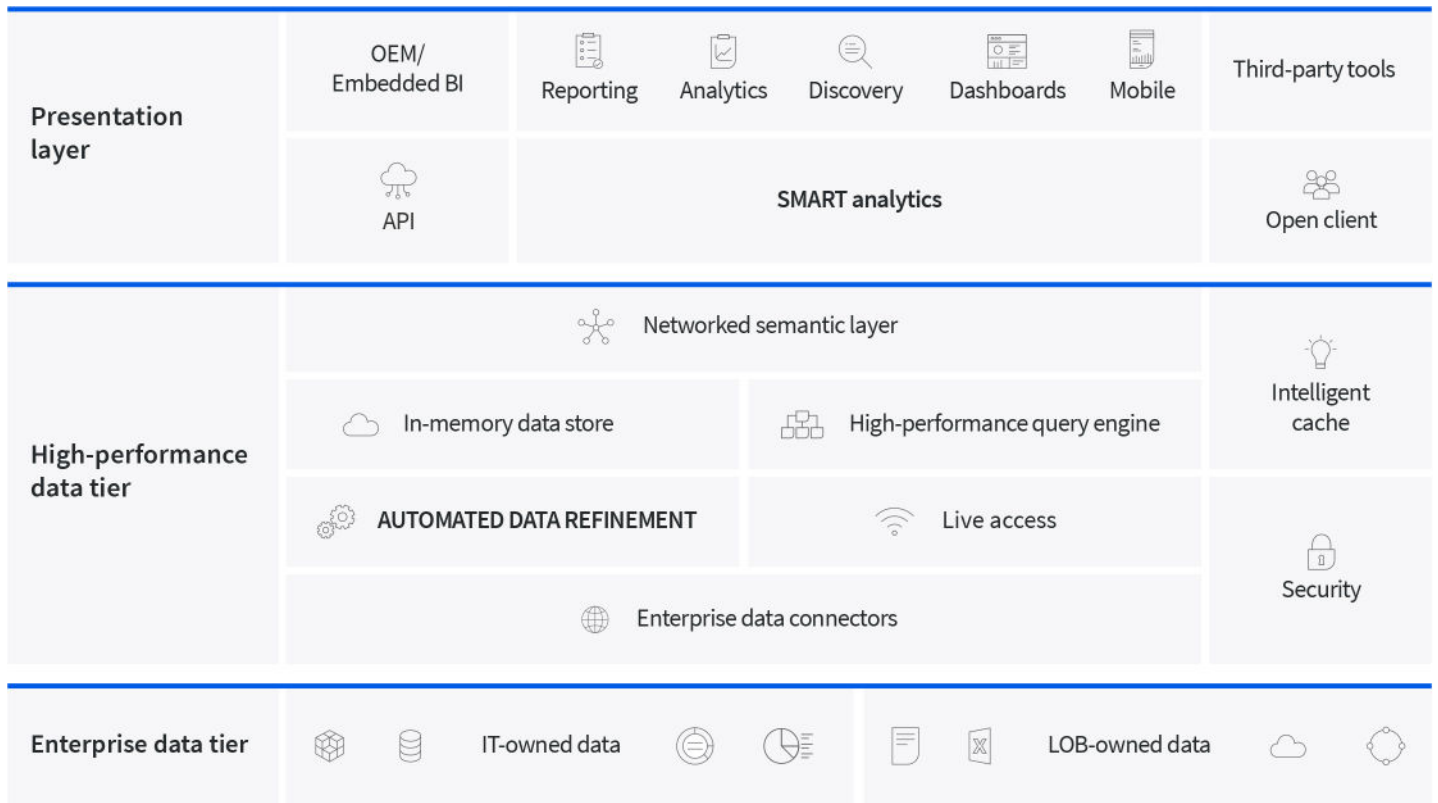 Presentation
layer
OEM/
Embedded BI
Reporting
Analytics
Discovery
Dashboards
Mobile
Third-party tools
API
SMART analytics
Open client
High-performance
data tier
Networked semantic layer
In-memory data store
High-performance query engine
AUTOMATED DATA REFINEMENT
Live access
Enterprise data connectors
Intelligent
cache
Security
Enterprise data tier
IT-owned data
X
LOB-owned data